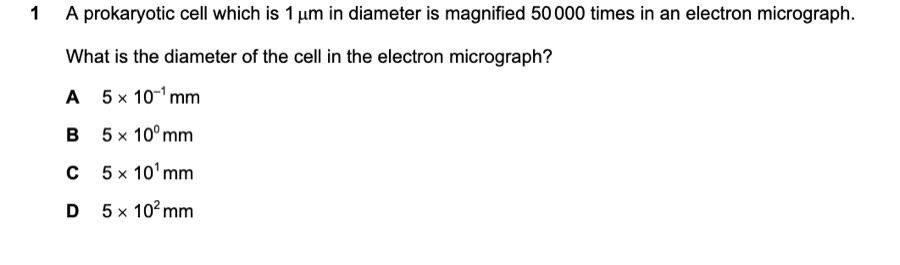 1 A prokaryotic cell which is 1 μm in diameter is magnified 50 000 times in an electron micrograph.
What is the diameter of the cell in the electron micrograph?
A 5 × 10⁻¹ mm
B 5 × 10⁰ mm
C 5 × 10¹ mm
D 5 × 10² mm